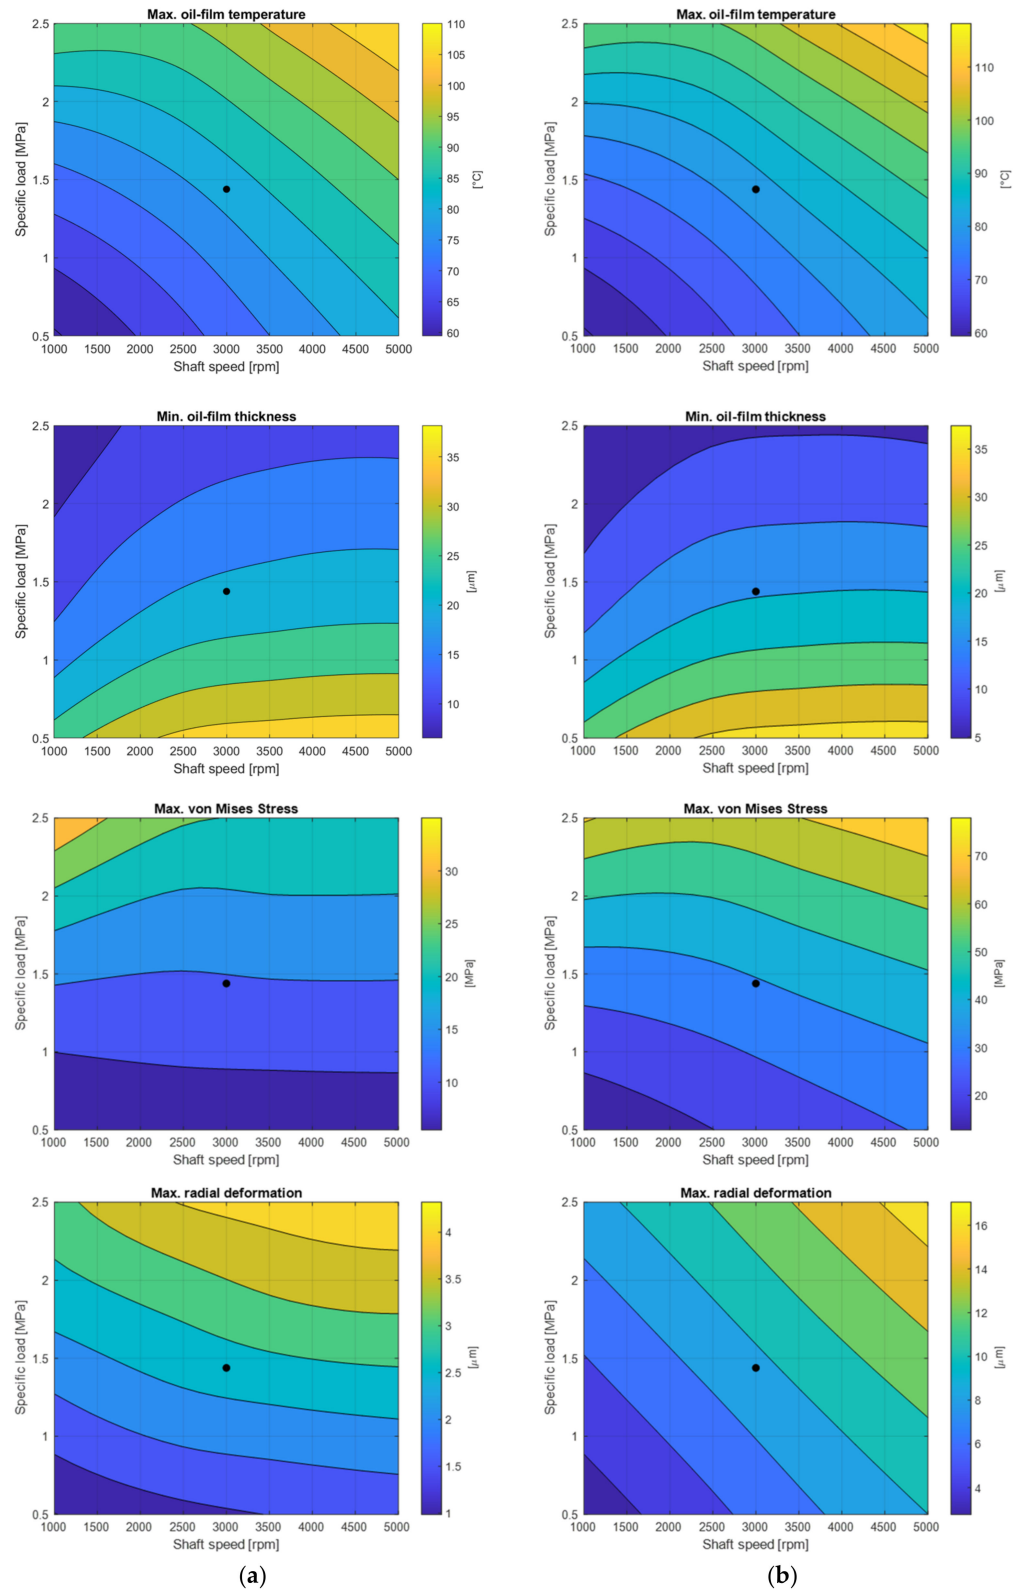 Max. oil-film temperature
2.5
2
1.5
1
0.5
Specific load [MPa]
1000 1500 2000 2500 3000 3500 4000 4500 5000
Shaft speed [rpm]
110
105
100
95
90
85
80
75
70
65
60
[°C]
Max. oil-film temperature
2.5
2
1.5
1
0.5
Specific load [MPa]
1000 1500 2000 2500 3000 3500 4000 4500 5000
Shaft speed [rpm]
110
100
90
80
70
60
[°C]
Min. oil-film thickness
2.5
2
1.5
1
0.5
Specific load [MPa]
1000 1500 2000 2500 3000 3500 4000 4500 5000
Shaft speed [rpm]
35
30
25
20
15
10
[μm]
Min. oil-film thickness
2.5
2
1.5
1
0.5
Specific load [MPa]
1000 1500 2000 2500 3000 3500 4000 4500 5000
Shaft speed [rpm]
35
30
25
20
15
10
5
[μm]
Max. von Mises Stress
2.5
2
1.5
1
0.5
Specific load [MPa]
1000 1500 2000 2500 3000 3500 4000 4500 5000
Shaft speed [rpm]
30
25
20
15
10
[MPa]
Max. von Mises Stress
2.5
2
1.5
1
0.5
Specific load [MPa]
1000 1500 2000 2500 3000 3500 4000 4500 5000
Shaft speed [rpm]
70
60
50
40
30
20
[MPa]
Max. radial deformation
2.5
2
1.5
1
0.5
Specific load [MPa]
1000 1500 2000 2500 3000 3500 4000 4500 5000
Shaft speed [rpm]
4
3.5
3
2.5
2
1.5
1
[μm]
Max. radial deformation
2.5
2
1.5
1
0.5
Specific load [MPa]
1000 1500 2000 2500 3000 3500 4000 4500 5000
Shaft speed [rpm]
16
14
12
10
8
6
4
[μm]
(a)
(b)